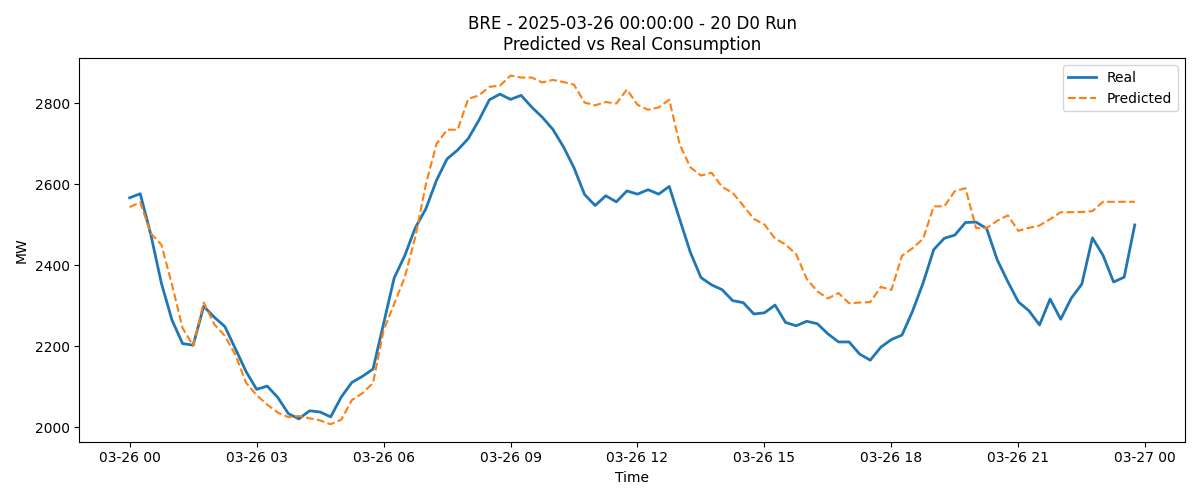 BRE - 2025-03-26 00:00:00 - 20 D0 Run
Predicted vs Real Consumption
Real
Predicted
MW
2800
2600
2400
2200
2000
03-26 00
03-26 03
03-26 06
03-26 09
03-26 12
03-26 15
03-26 18
03-26 21
03-27 00
Time